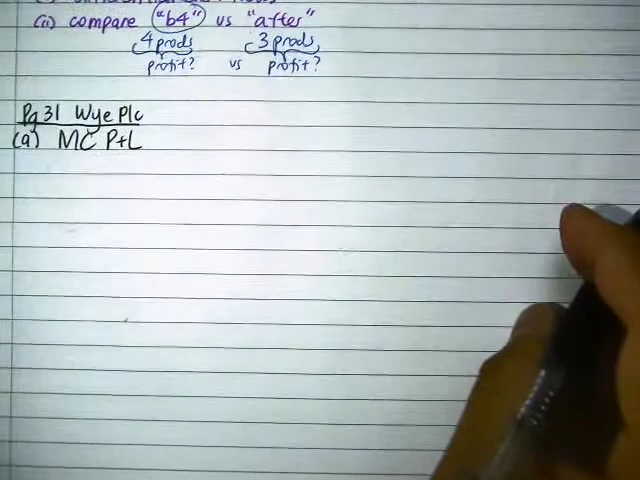 (ii) compare "b4" vs "after"
4 prods 3 prods
profit? vs profit?
Pg 31 Wye Plc
(a) MC P+L